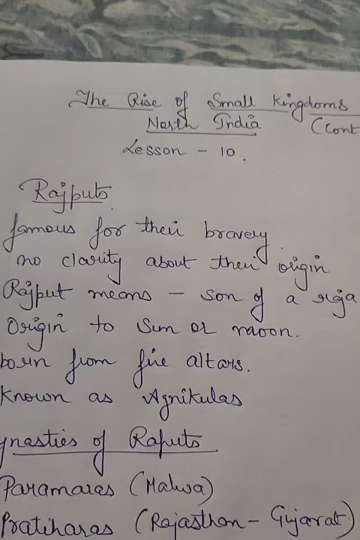 The Rise of Small Kingdoms
North India (Cont
Lesson - 10.
Rajputs
famous for their bravery
no clarity about their origin
Rajput means - son of a raja
Origin to Sun or moon.
born from fire altars.
Known as Agnikulas
ynasties of Raputs
Paramaras (Malwa)
Pratiharas (Rajasthan - Gujarat)